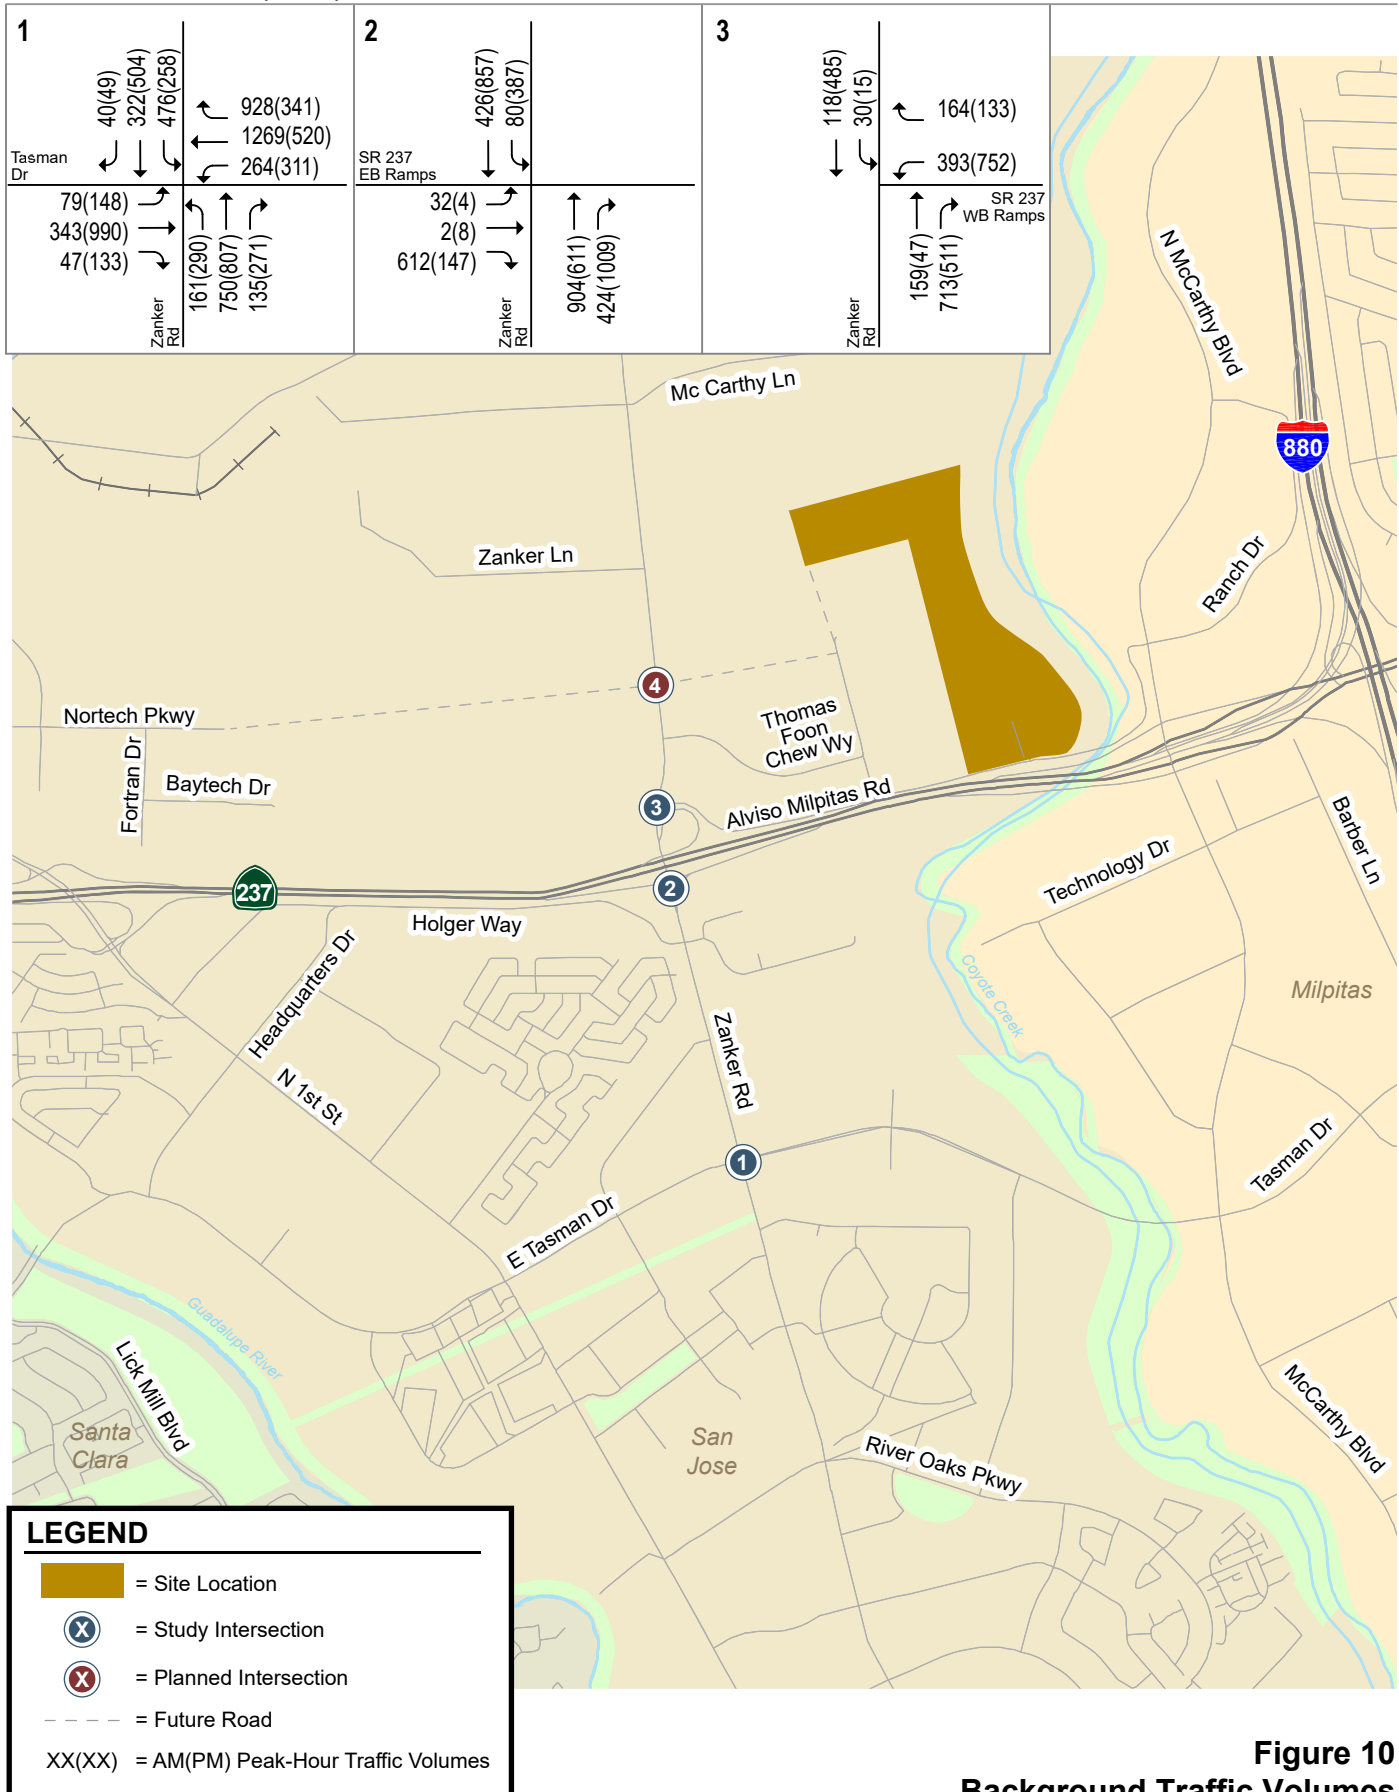 1
40(49)
322(504)
476(258)
928(341)
1269(520)
264(311)
Tasman
Dr
79(148)
343(990)
47(133)
161(290)
750(807)
135(271)
Zanker
Rd
2
426(857)
80(387)
SR 237
EB Ramps
32(4)
2(8)
612(147)
904(611)
424(1009)
Zanker
Rd
3
118(485)
30(15)
164(133)
393(752)
SR 237
WB Ramps
159(47)
713(511)
Zanker
Rd
N McCarthy Blvd
Mc Carthy Ln
880
Zanker Ln
Ranch Dr
4
Nortech Pkwy
Thomas
Foon
Chew Wy
Fortran Dr
Baytech Dr
3
Alviso Milpitas Rd
Barber Ln
Technology Dr
237
2
Holger Way
Headquarters Dr
Coyote Creek
Milpitas
Zanker Rd
N 1st St
1
Tasman Dr
E Tasman Dr
Guadalupe River
Lick Mill Blvd
McCarthy Blvd
Santa
Clara
San
Jose
River Oaks Pkwy
LEGEND
= Site Location
X = Study Intersection
X = Planned Intersection
= Future Road
XX(XX) = AM(PM) Peak-Hour Traffic Volumes
Figure 10
Background Traffic Volumes